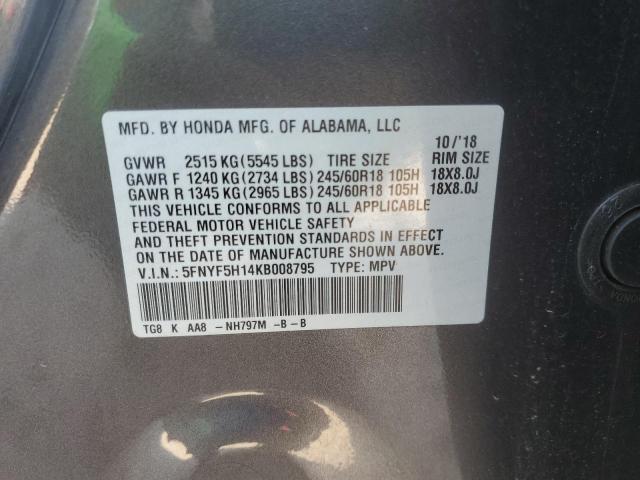 MFD. BY HONDA MFG. OF ALABAMA, LLC
10/'18
GVWR 2515 KG(5545 LBS) TIRE SIZE RIM SIZE
GAWR F 1240 KG(2734 LBS)245/60R18 105H 18X8.0J
GAWR R 1345 KG(2965 LBS)245/60R18 105H 18X8.0J
THIS VEHICLE CONFORMS TO ALL APPLICABLE
FEDERAL MOTOR VEHICLE SAFETY
AND THEFT PREVENTION STANDARDS IN EFFECT
ON THE DATE OF MANUFACTURE SHOWN ABOVE.
V.I.N.: 5FNYF5H14KB008795 TYPE: MPV
TG8 K AA8 -NH797M -B-B